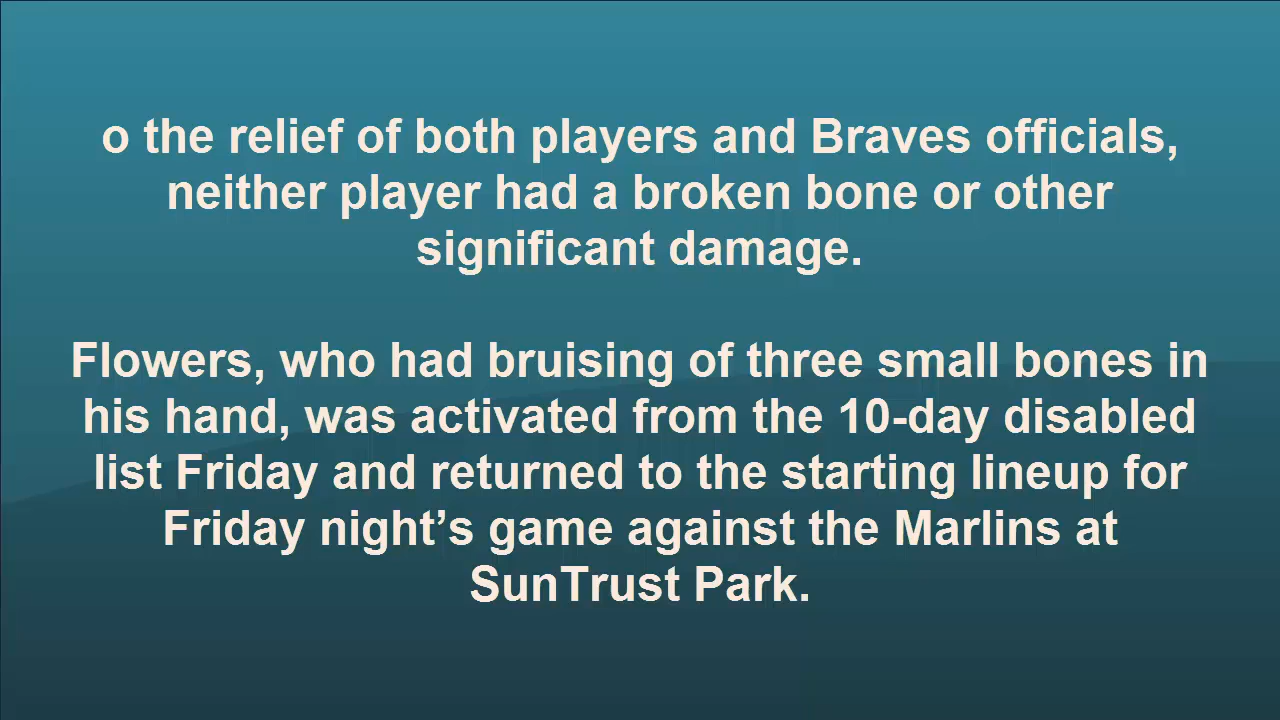 o the relief of both players and Braves officials,
neither player had a broken bone or other
significant damage.
Flowers, who had bruising of three small bones in
his hand, was activated from the 10-day disabled
list Friday and returned to the starting lineup for
Friday night’s game against the Marlins at
SunTrust Park.